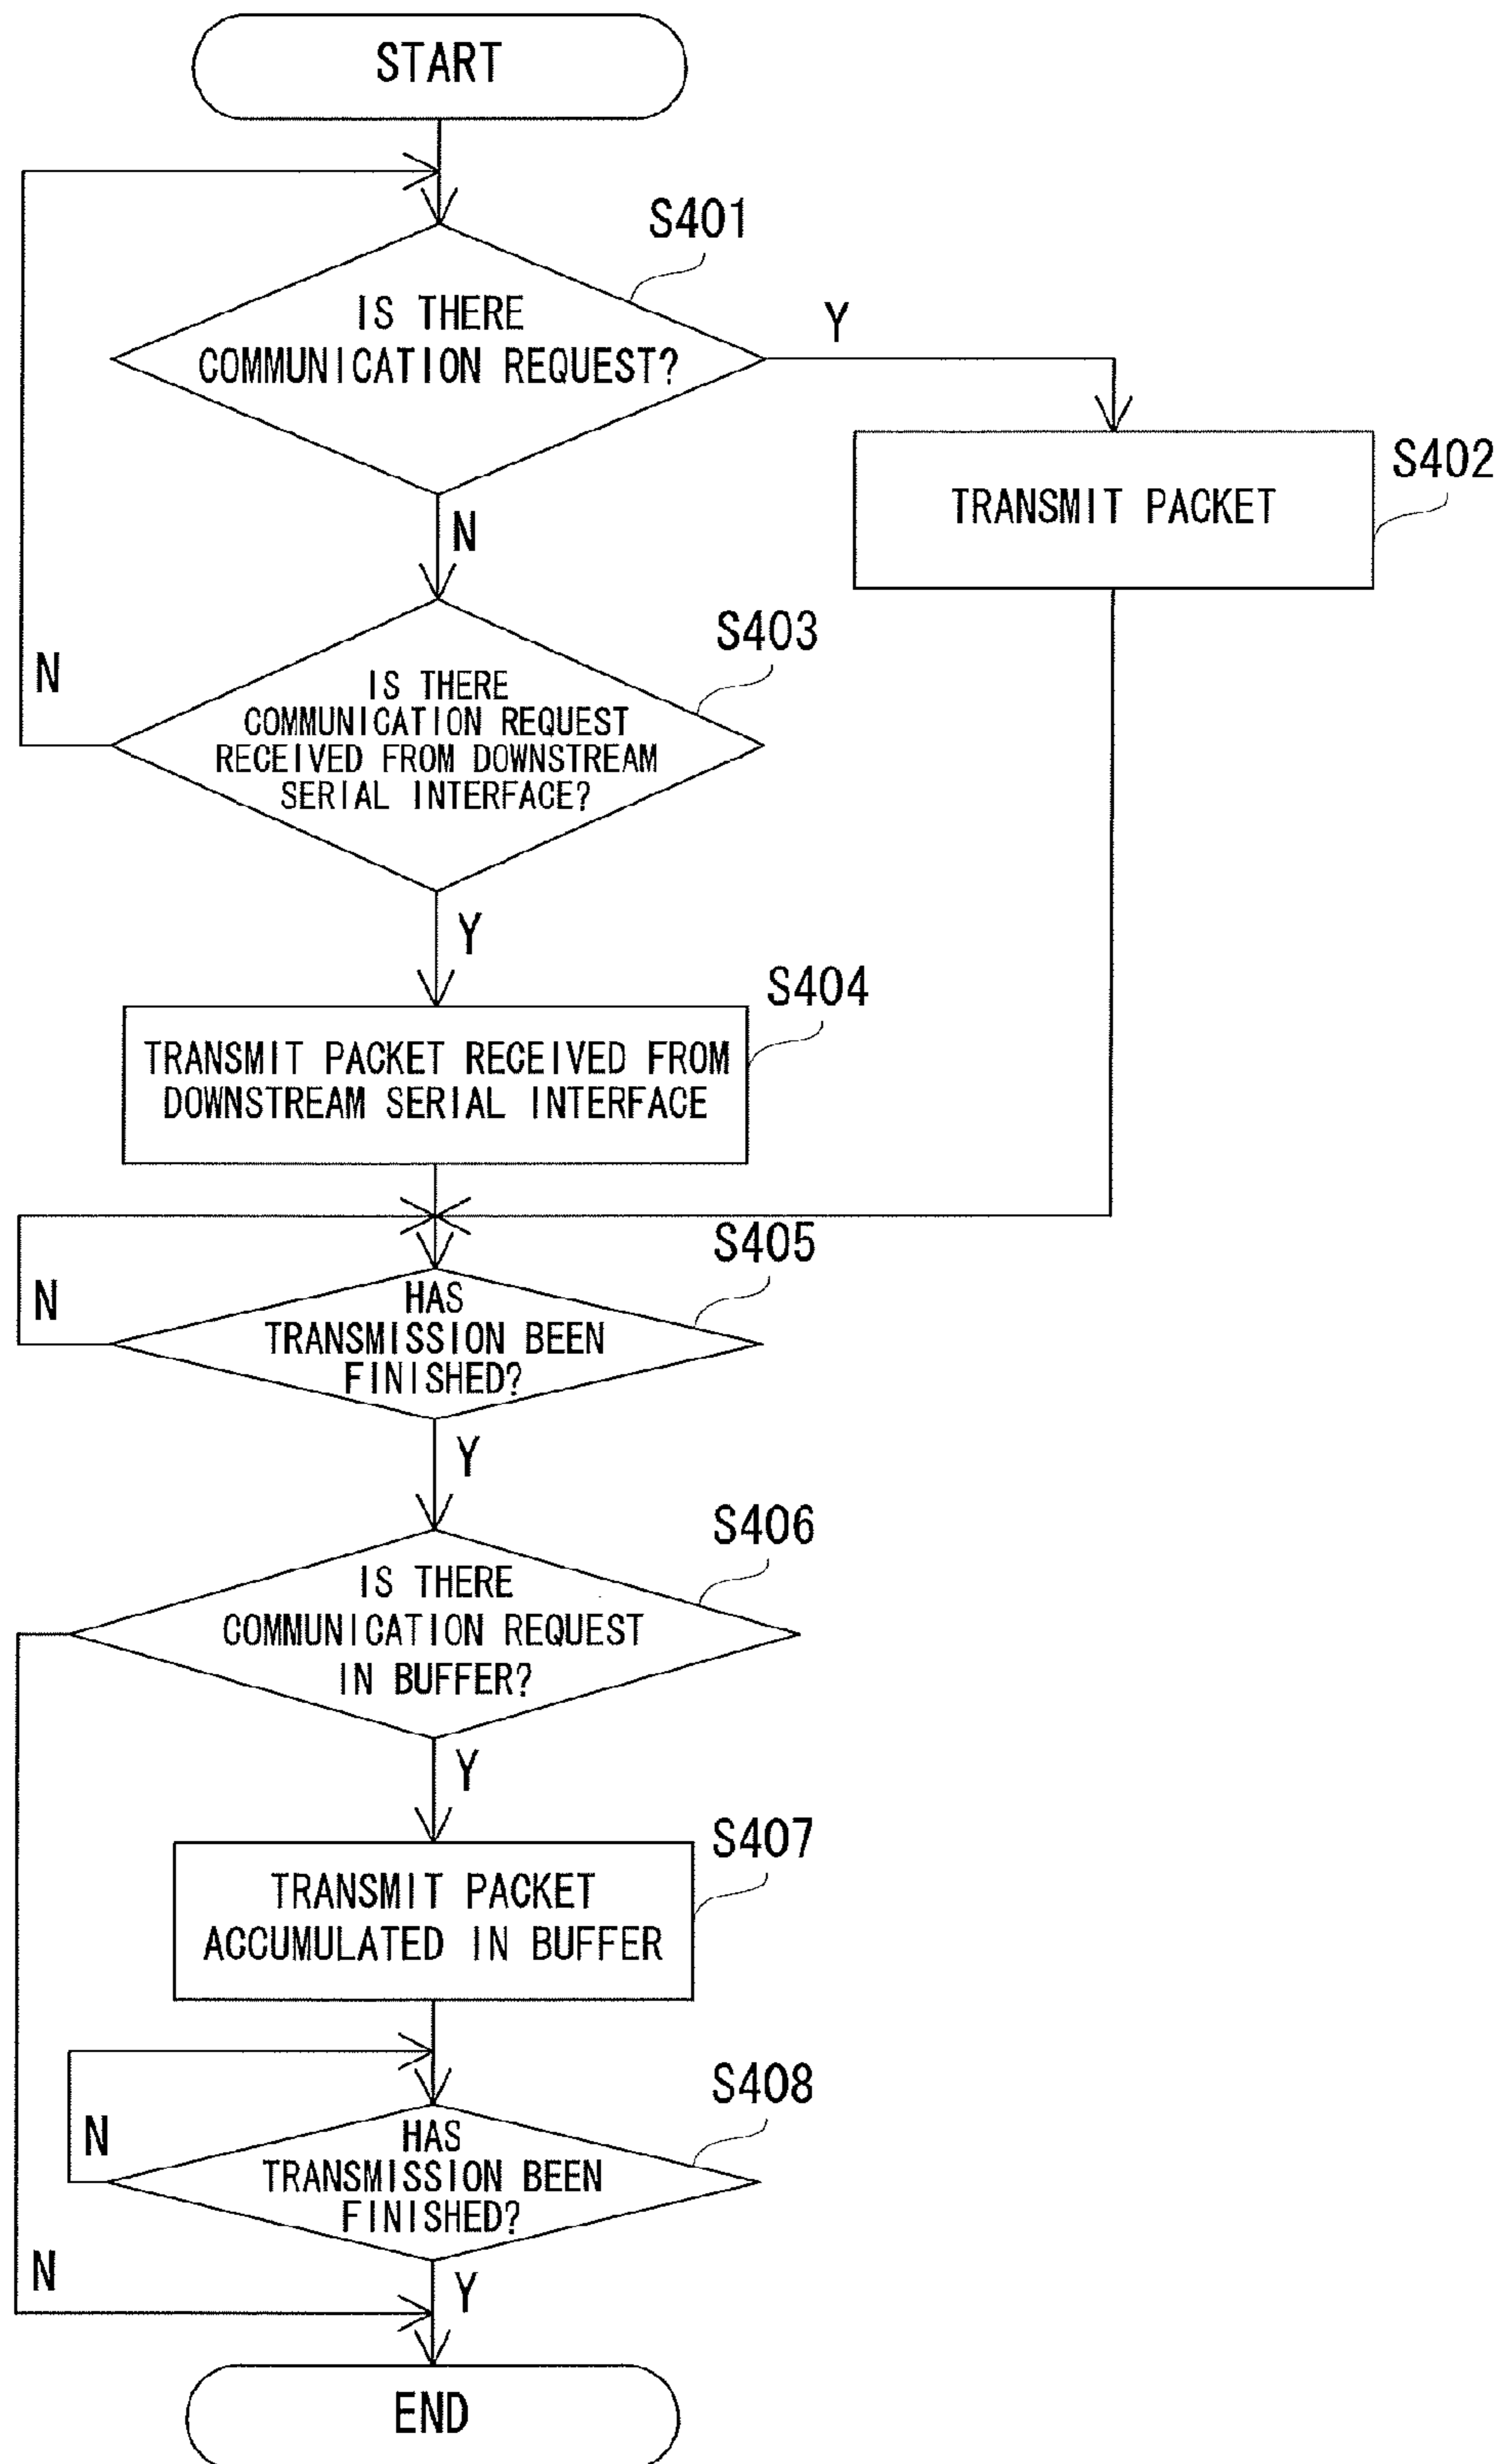 START
S401
IS THERE
COMMUNICATION REQUEST?
Y
S402
TRANSMIT PACKET
N
S403
IS THERE
COMMUNICATION REQUEST
RECEIVED FROM DOWNSTREAM
SERIAL INTERFACE?
N
Y
S404
TRANSMIT PACKET RECEIVED FROM
DOWNSTREAM SERIAL INTERFACE
S405
HAS
TRANSMISSION BEEN
FINISHED?
N
Y
S406
IS THERE
COMMUNICATION REQUEST
IN BUFFER?
Y
S407
TRANSMIT PACKET
ACCUMULATED IN BUFFER
S408
HAS
TRANSMISSION BEEN
FINISHED?
N
N
Y
END